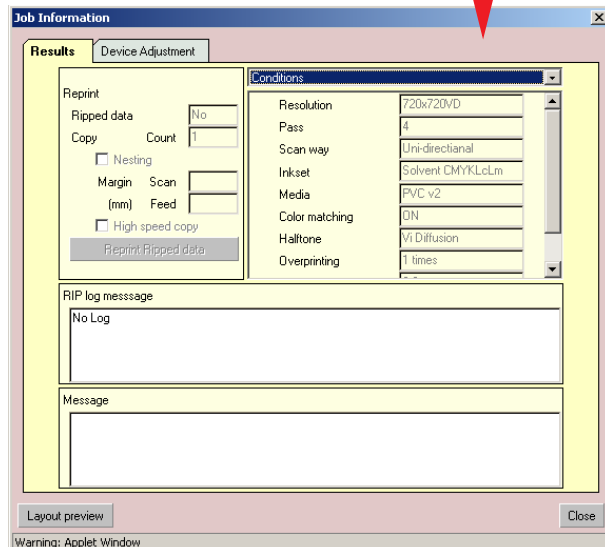 Job Information
Results Device Adjustment
Reprint
Ripped data No
Copy Count 1
Nesting
Margin Scan
(mm) Feed
High speed copy
Reprint Ripped data
Conditions
Resolution 720x720VD
Pass 4
Scan way Uni-directianal
Inkset Solvent CMYKLcLm
Media PVC v2
Color matching ON
Halftone Vi Diffusion
Overprinting 1 times
RIP log messsage
No Log
Message
Layout preview Close
Warning: Applet Window